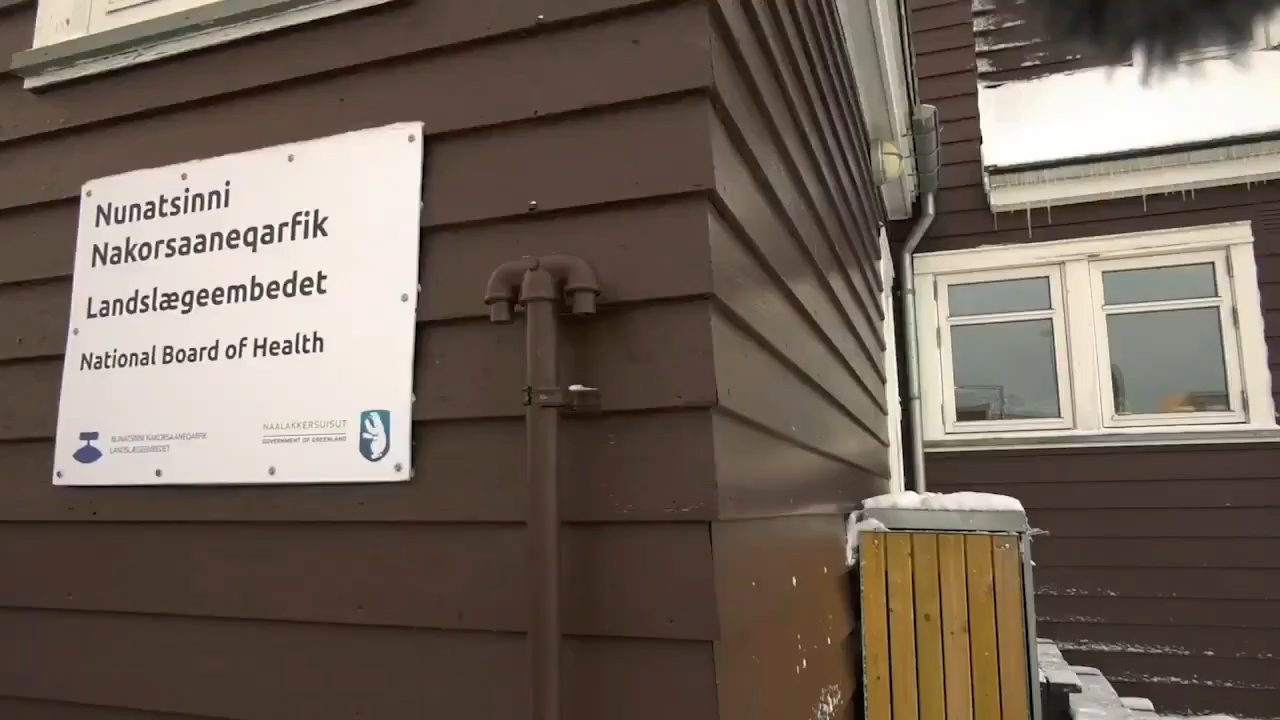 Nunatsinni
Nakorsaaneqarfik
Landslægeembedet
National Board of Health
NUNATSINNI NAKORSAANEQARFIK
LANDSLÆGEEMBEDET
NAALAKKERSUISUT
GOVERNMENT OF GREENLAND